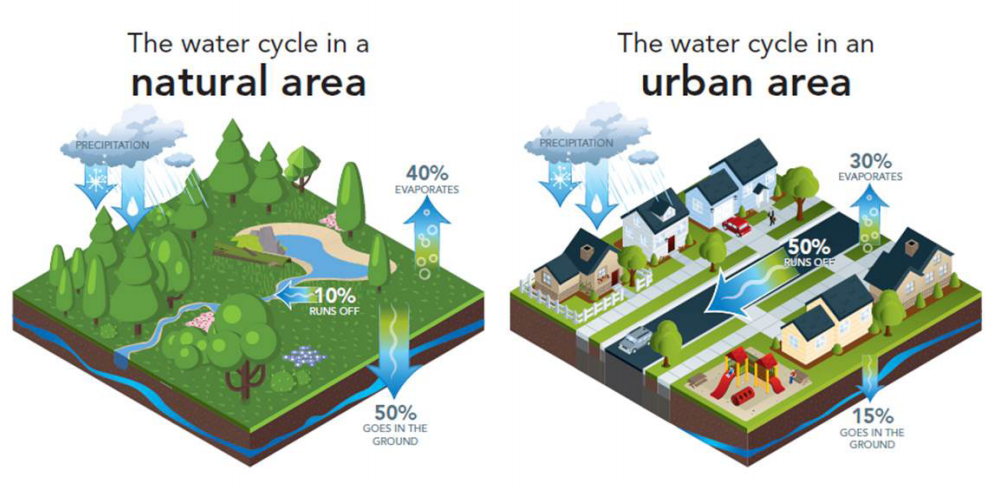 The water cycle in a
natural area
PRECIPITATION
40%
EVAPORATES
10%
RUNS OFF
50%
GOES IN THE
GROUND
The water cycle in an
urban area
PRECIPITATION
30%
EVAPORATES
50%
RUNS OFF
15%
GOES IN THE
GROUND